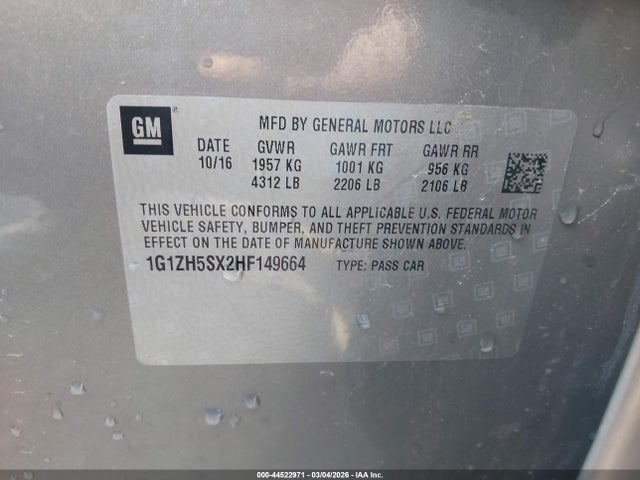 GM
MFD BY GENERAL MOTORS LLC
DATE GVWR GAWR FRT GAWR RR
10/16 1957 KG 1001 KG 956 KG
4312 LB 2206 LB 2106 LB
THIS VEHICLE CONFORMS TO ALL APPLICABLE U.S. FEDERAL MOTOR
VEHICLE SAFETY, BUMPER, AND THEFT PREVENTION STANDARDS IN
EFFECT ON THE DATE OF MANUFACTURE SHOWN ABOVE.
1G1ZH5SX2HF149664 TYPE: PASS CAR
000-44522971 - 03/04/2026 - IAA Inc.